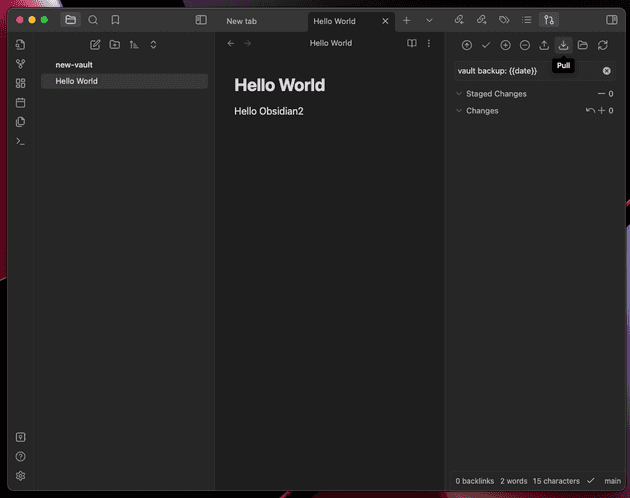 New tab
Hello World
Hello World
Pull
new-vault
Hello World
vault backup: {{date}}
Hello World
Staged Changes
0
Hello Obsidian2
Changes
0
0 backlinks 2 words 15 characters main